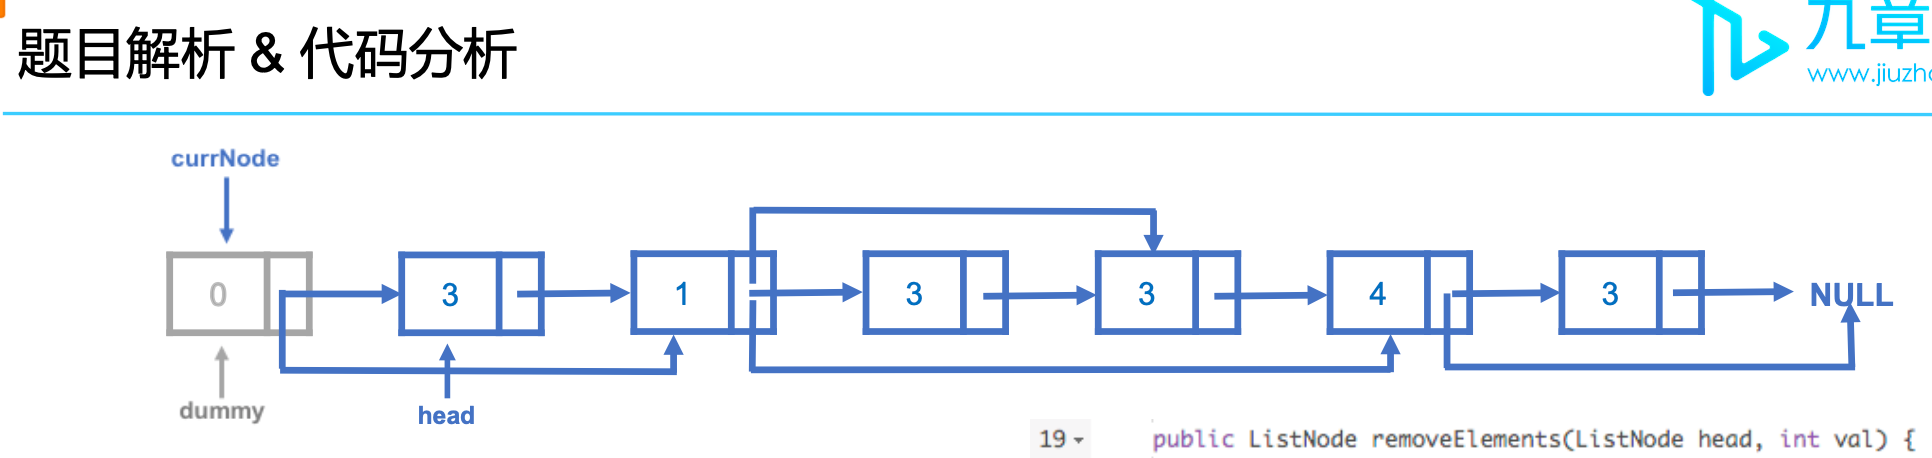 题目解析 & 代码分析
九章
www.jiuzh
currNode
0 3 1 3 3 4 3 NULL
dummy
head
19 public ListNode removeElements(ListNode head, int val) {